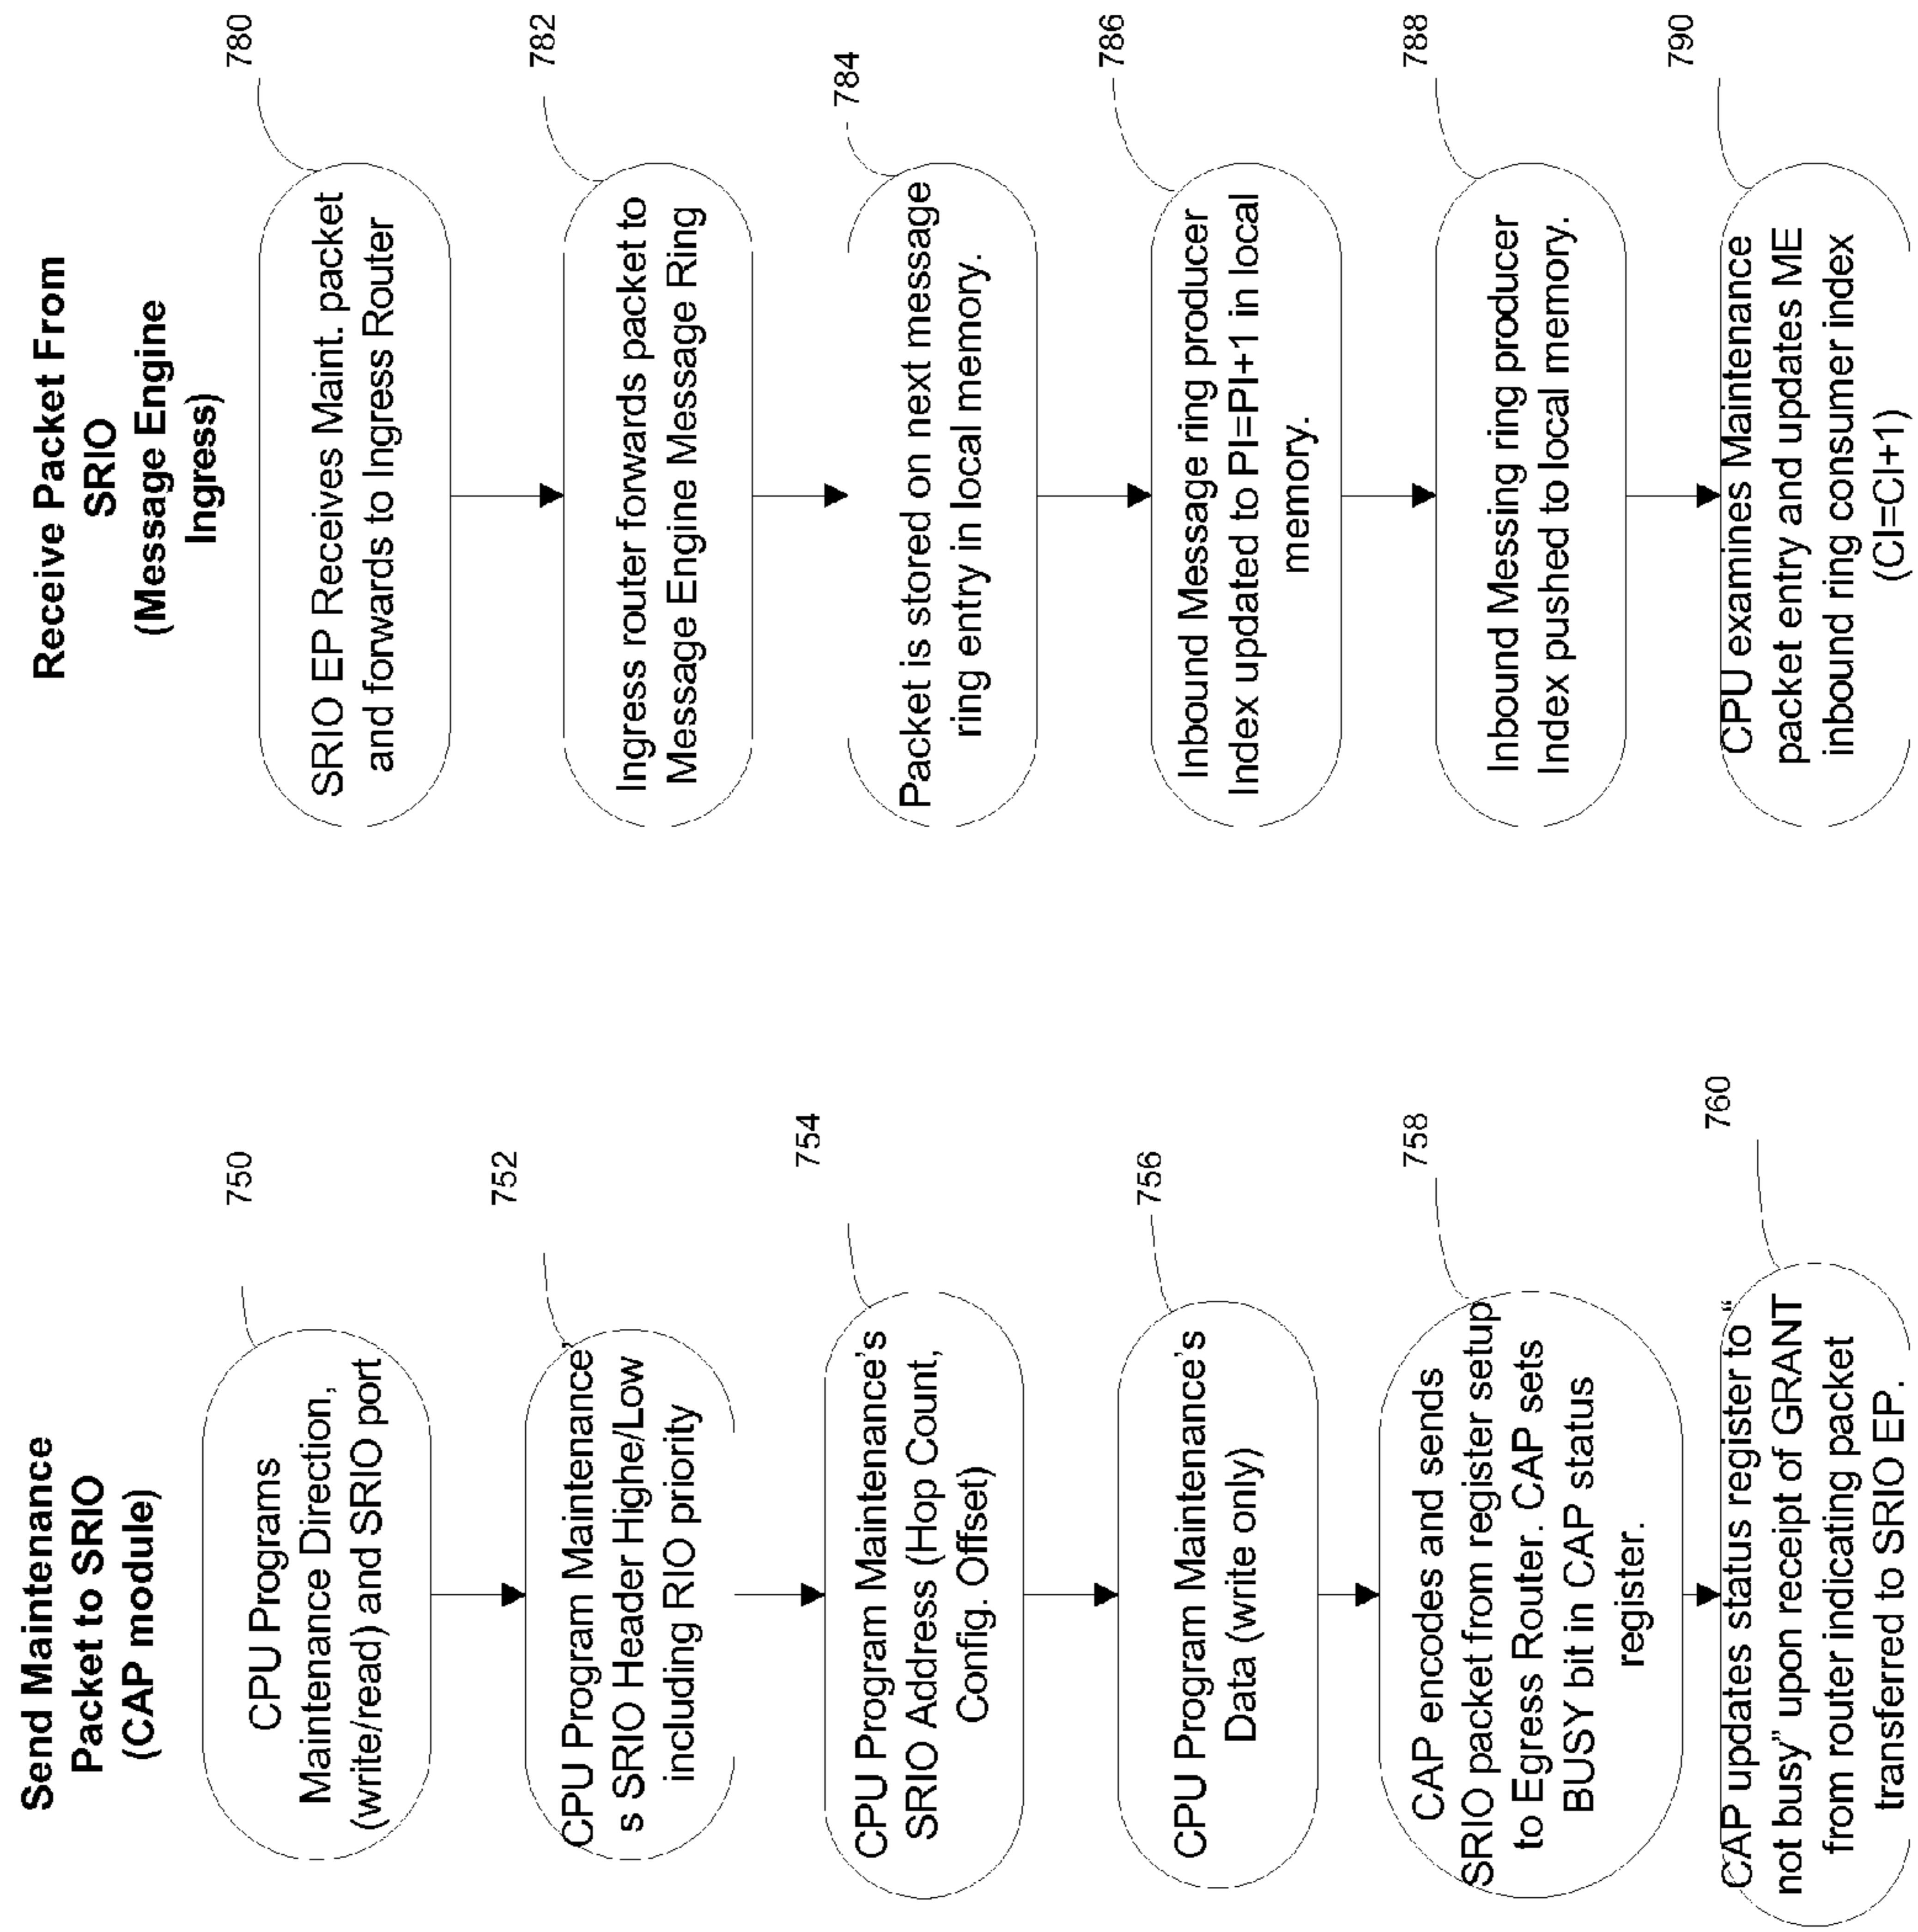 Send Maintenance
Packet to SRIO
(CAP module)
750
CPU Programs
Maintenance Direction,
(write/read) and SRIO port
752
CPU Program Maintenance'
s SRIO Header Highe/Low
including RIO priority
754
CPU Program Maintenance's
SRIO Address (Hop Count,
Config. Offset)
756
CPU Program Maintenance's
Data (write only)
758
CAP encodes and sends
SRIO packet from register setup
to Egress Router. CAP sets
BUSY bit in CAP status
register.
760
CAP updates status register to “
not busy” upon receipt of GRANT
from router indicating packet
transferred to SRIO EP.
Receive Packet From
SRIO
(Message Engine
Ingress)
780
SRIO EP Receives Maint. packet
and forwards to Ingress Router
782
Ingress router forwards packet to
Message Engine Message Ring
784
Packet is stored on next message
ring entry in local memory.
786
Inbound Message ring producer
Index updated to PI=PI+1 in local
memory.
788
Inbound Messing ring producer
Index pushed to local memory.
790
CPU examines Maintenance
packet entry and updates ME
inbound ring consumer index
(CI=CI+1)